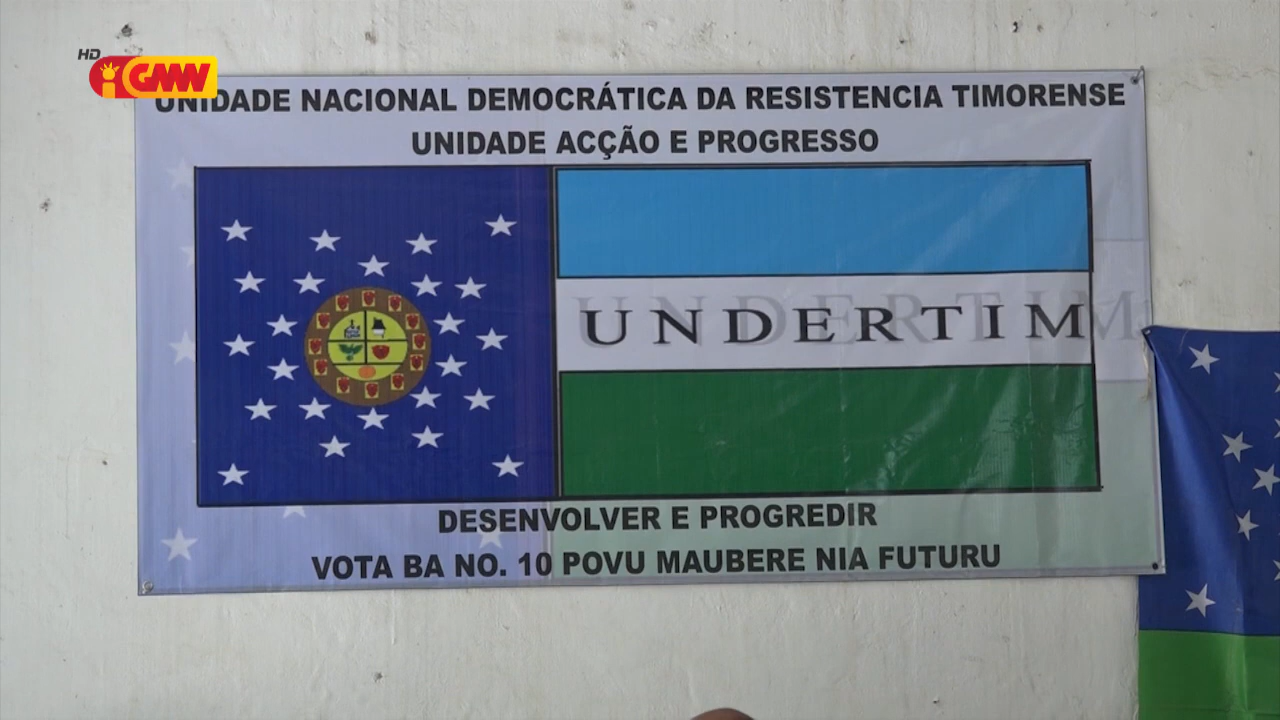 HD
GMN
UNIDADE NACIONAL DEMOCRÁTICA DA RESISTENCIA TIMORENSE
UNIDADE ACÇÃO E PROGRESSO
UNDERTIM
DESENVOLVER E PROGREDIR
VOTA BA NO. 10 POVU MAUBERE NIA FUTURU